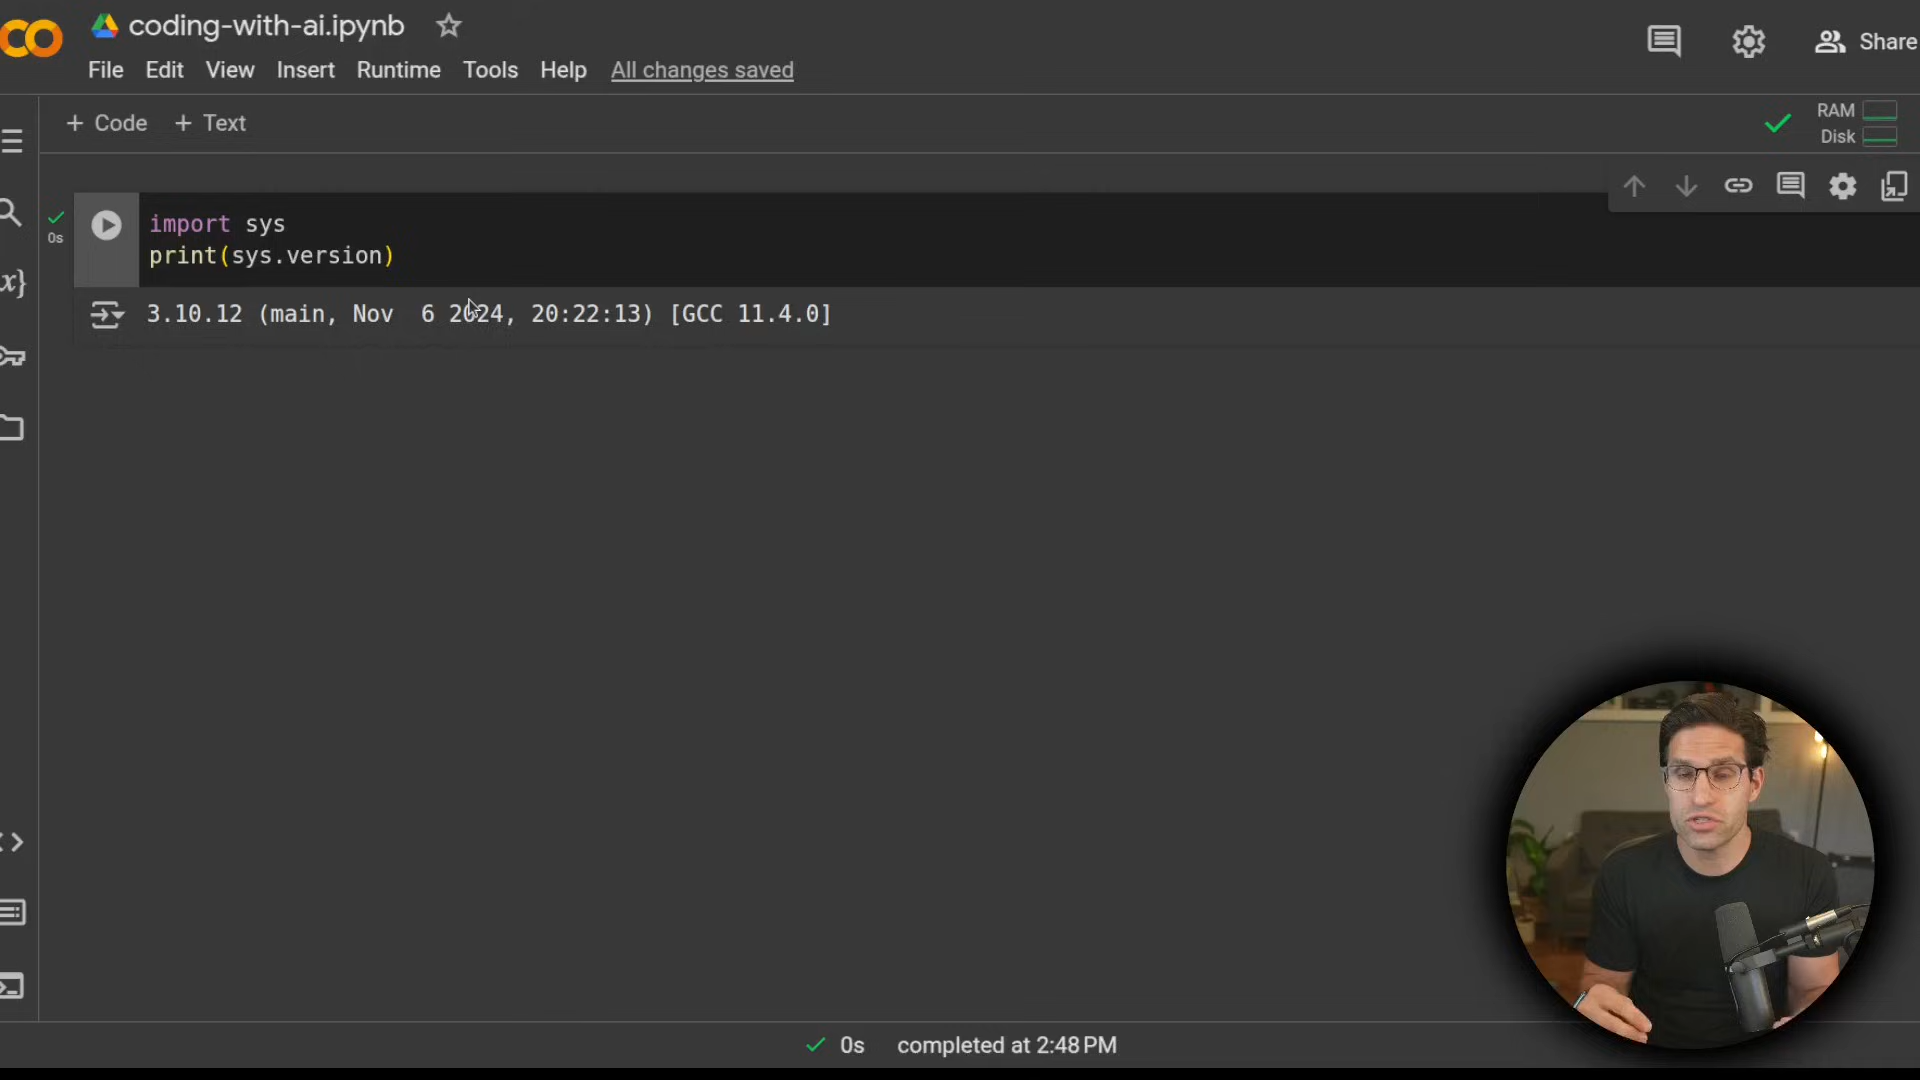 coding-with-ai.ipynb
File Edit View Insert Runtime Tools Help All changes saved
Share
+ Code + Text
RAM
Disk
0s
import sys
print(sys.version)
3.10.12 (main, Nov  6 2024, 20:22:13) [GCC 11.4.0]
0s completed at 2:48 PM